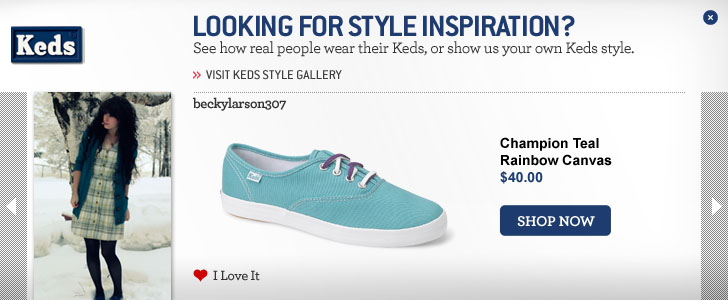 Keds
LOOKING FOR STYLE INSPIRATION?
See how real people wear their Keds, or show us your own Keds style.
VISIT KEDS STYLE GALLERY
beckylarson307
Keds
Champion Teal
Rainbow Canvas
$40.00
SHOP NOW
I Love It